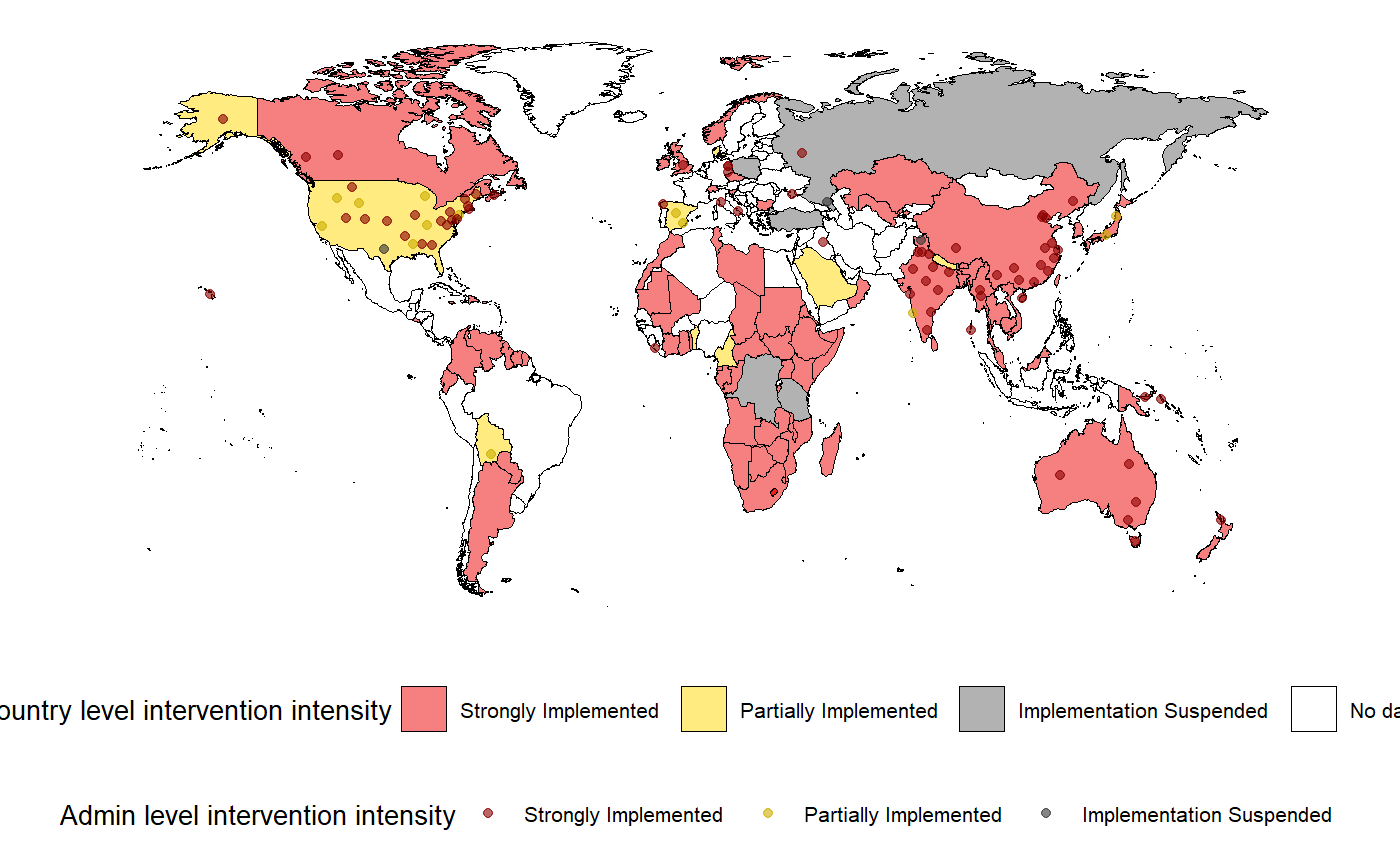 ountry level intervention intensity Strongly Implemented Partially Implemented Implementation Suspended No da
Admin level intervention intensity Strongly Implemented Partially Implemented Implementation Suspended